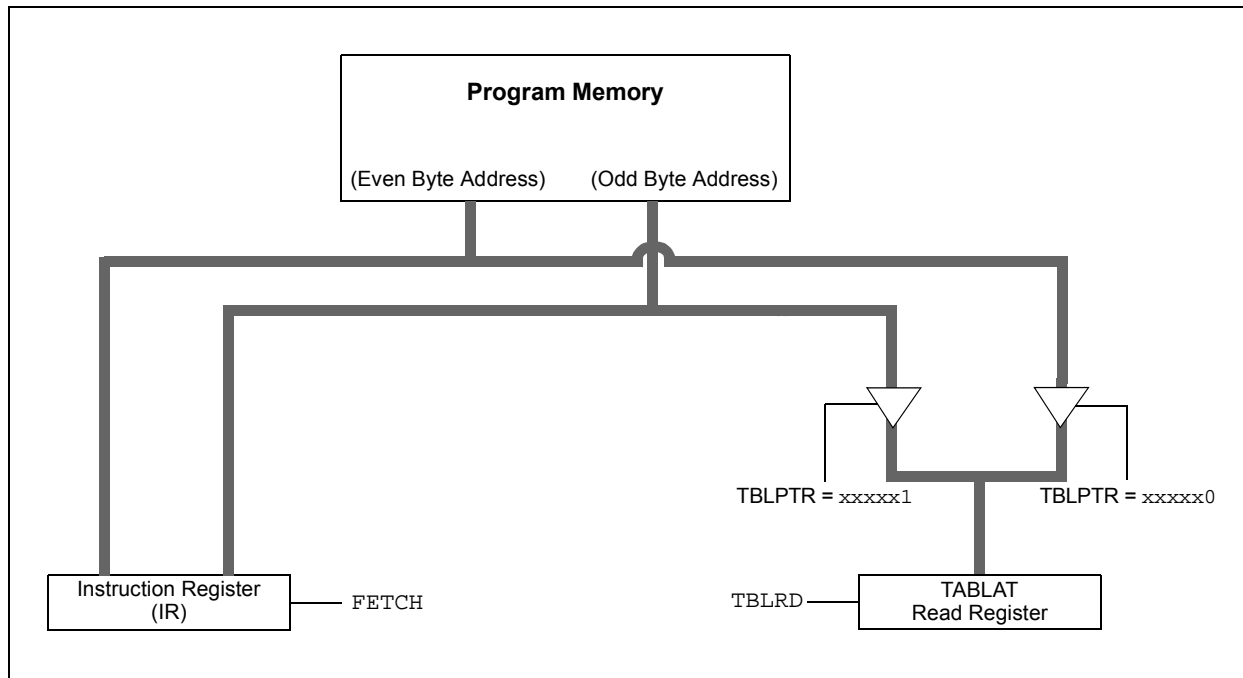 Program Memory
(Even Byte Address) (Odd Byte Address)
TBLPTR = xxxxx1
TBLPTR = xxxxx0
Instruction Register
(IR)
FETCH
TBLRD
TABLAT
Read Register